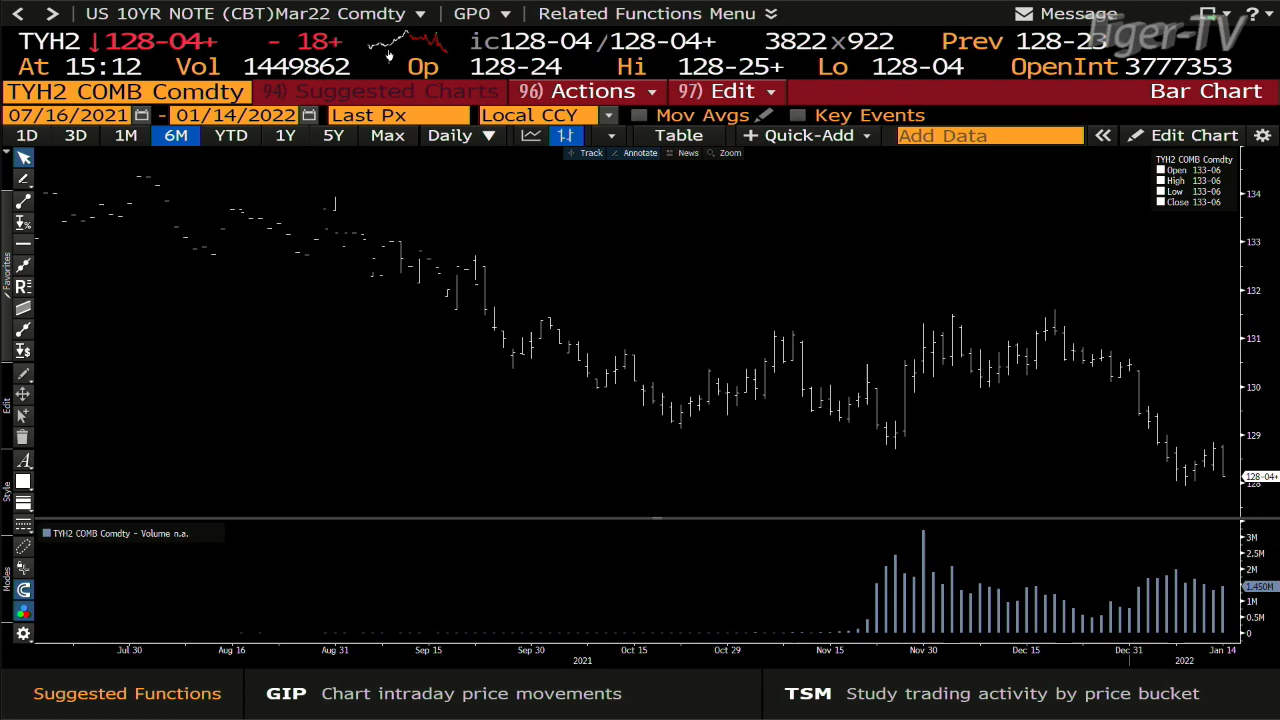 < > US 10YR NOTE (CBT)Mar22 Comdty GPO Related Functions Menu Message ?
Tiger-TV
TYH2 ↓128-04+ - 18+ ic128-04/128-04+ 3822x922 Prev 128-23
At 15:12 Vol 1449862 Op 128-24 Hi 128-25+ Lo 128-04 OpenInt 3777353
TYH2 COMB Comdty 94) Suggested Charts 96) Actions 97) Edit Bar Chart
07/16/2021 - 01/14/2022 Last Px Local CCY Mov Avgs Key Events
1D 3D 1M 6M YTD 1Y 5Y Max Daily ▼ Table + Quick-Add Add Data « Edit Chart
Track Annotate News Zoom
TYH2 COMB Comdty
Open 133-06
High 133-06
Low 133-06
Close 133-06
134
133
132
131
130
129
128-04+
128
Favorites
Edit
Style
Modes
TYH2 COMB Comdty - Volume n.a.
3M
2.5M
2M
1.450M
1M
0.5M
0
Jul 30 Aug 16 Aug 31 Sep 15 Sep 30 Oct 15 Oct 29 Nov 15 Nov 30 Dec 15 Dec 31 Jan 14
2021 2022
Suggested Functions GIP Chart intraday price movements TSM Study trading activity by price bucket